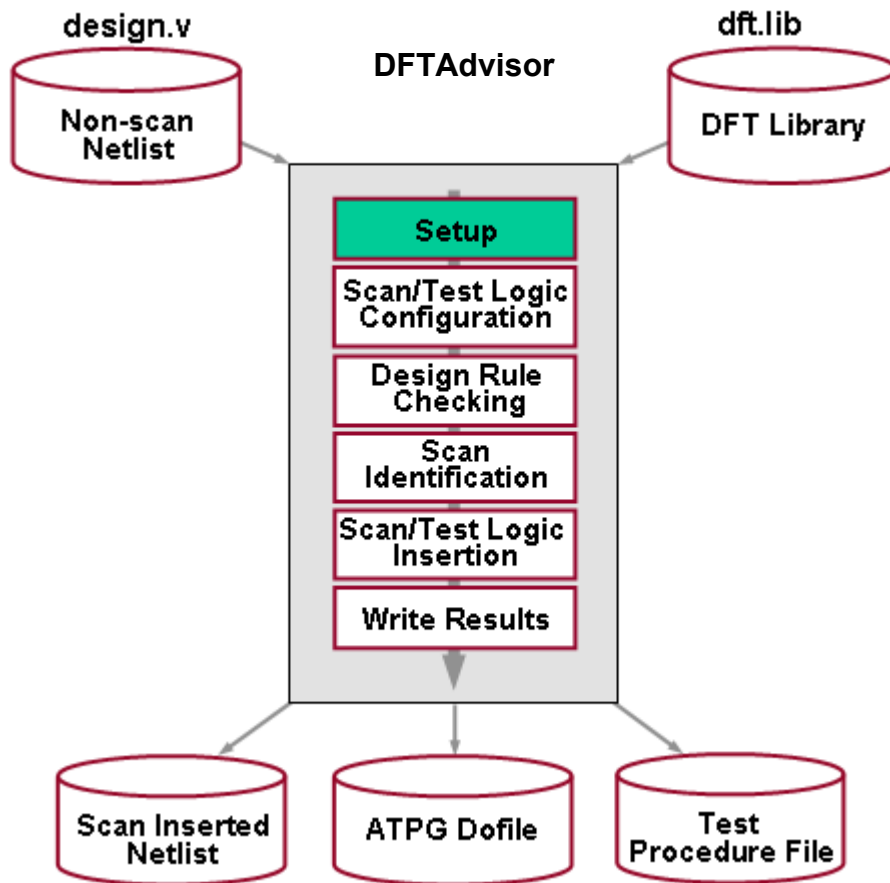 design.v
dft.lib
DFTAdvisor
Non-scan
Netlist
DFT Library
Setup
Scan/Test Logic
Configuration
Design Rule
Checking
Scan
Identification
Scan/Test Logic
Insertion
Write Results
Scan Inserted
Netlist
ATPG Dofile
Test
Procedure File